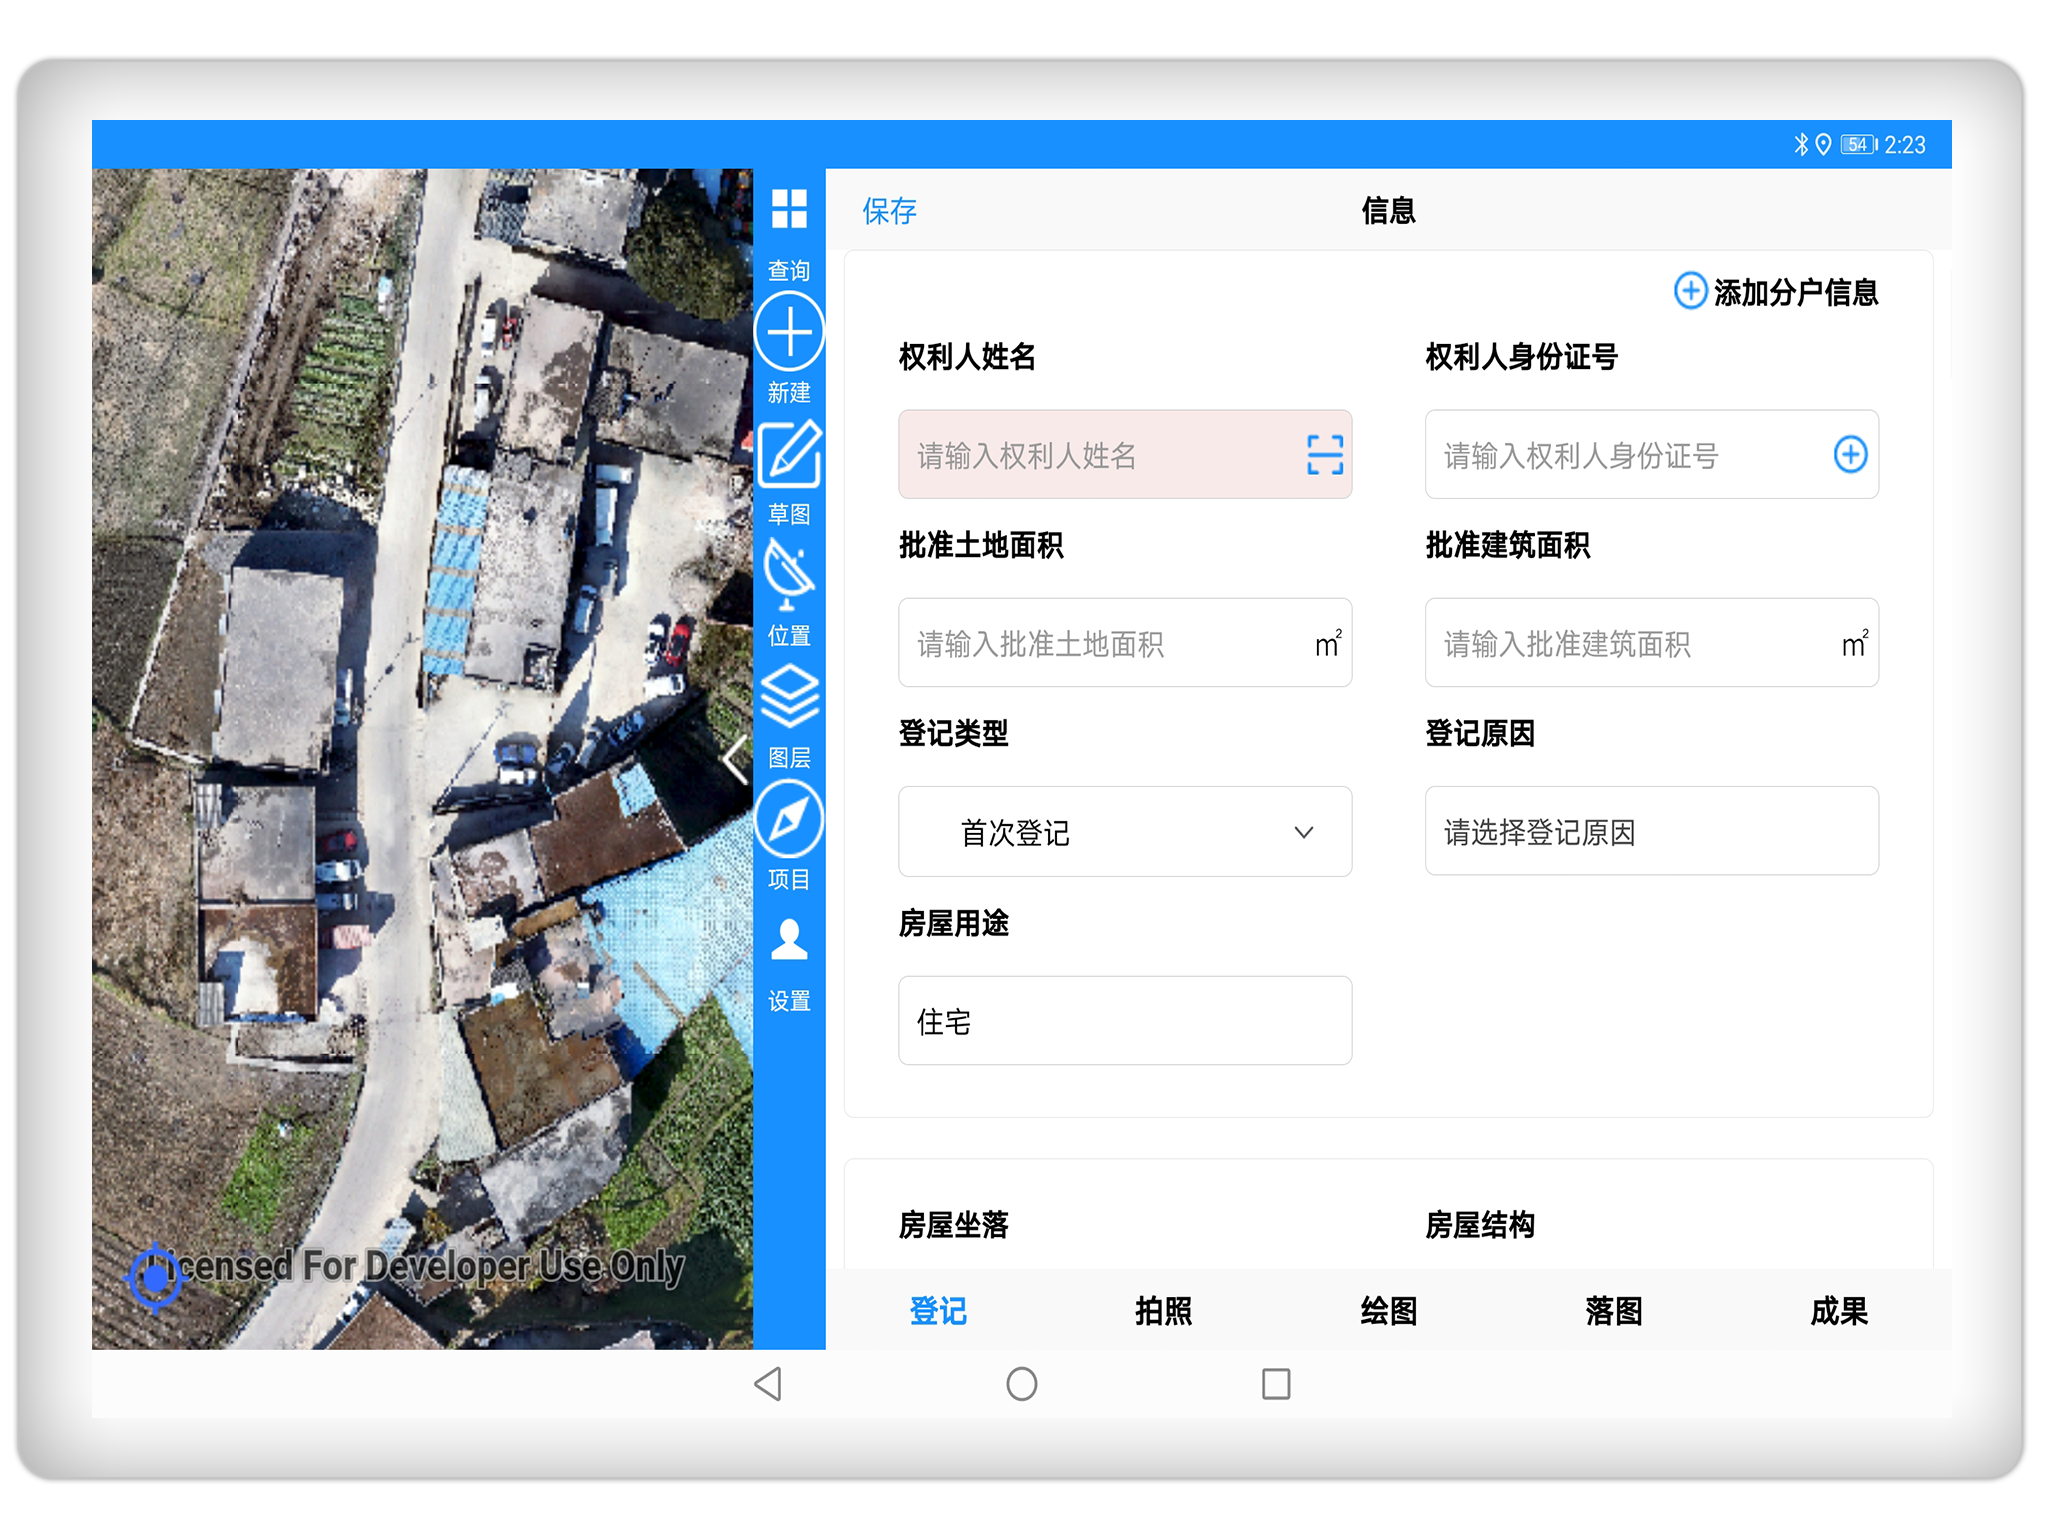 54 2:23
查询
新建
草图
位置
图层
项目
设置
保存
信息
添加分户信息
权利人姓名
权利人身份证号
请输入权利人姓名
请输入权利人身份证号
批准土地面积
批准建筑面积
请输入批准土地面积 m²
请输入批准建筑面积 m²
登记类型
登记原因
首次登记
请选择登记原因
房屋用途
住宅
房屋坐落
房屋结构
Licensed For Developer Use Only
登记
拍照
绘图
落图
成果